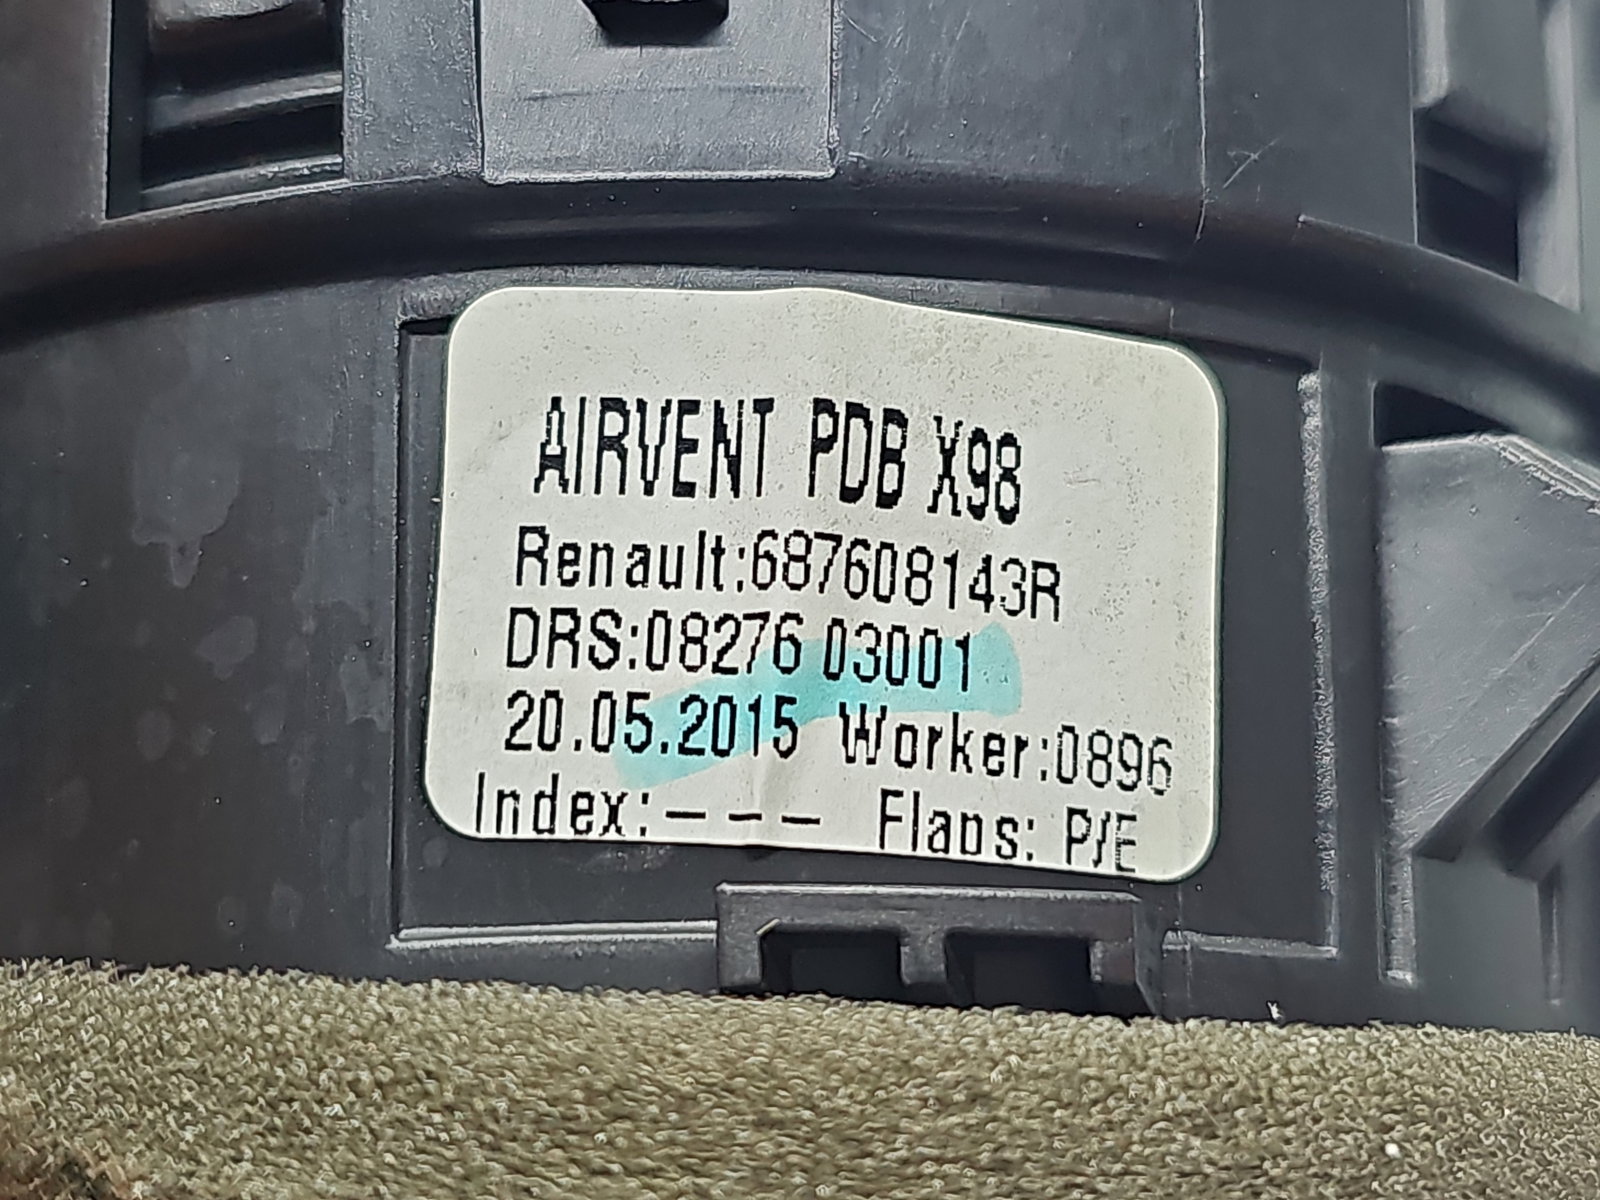 AIRVENT PDB X98
Renault:687608143R
DRS:08276 03001
20.05.2015 Worker:0896
Index:--- Flaps: P/E